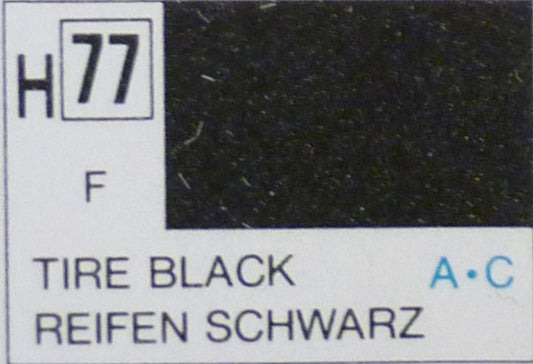 H 77
F
TIRE BLACK A•C
REIFEN SCHWARZ